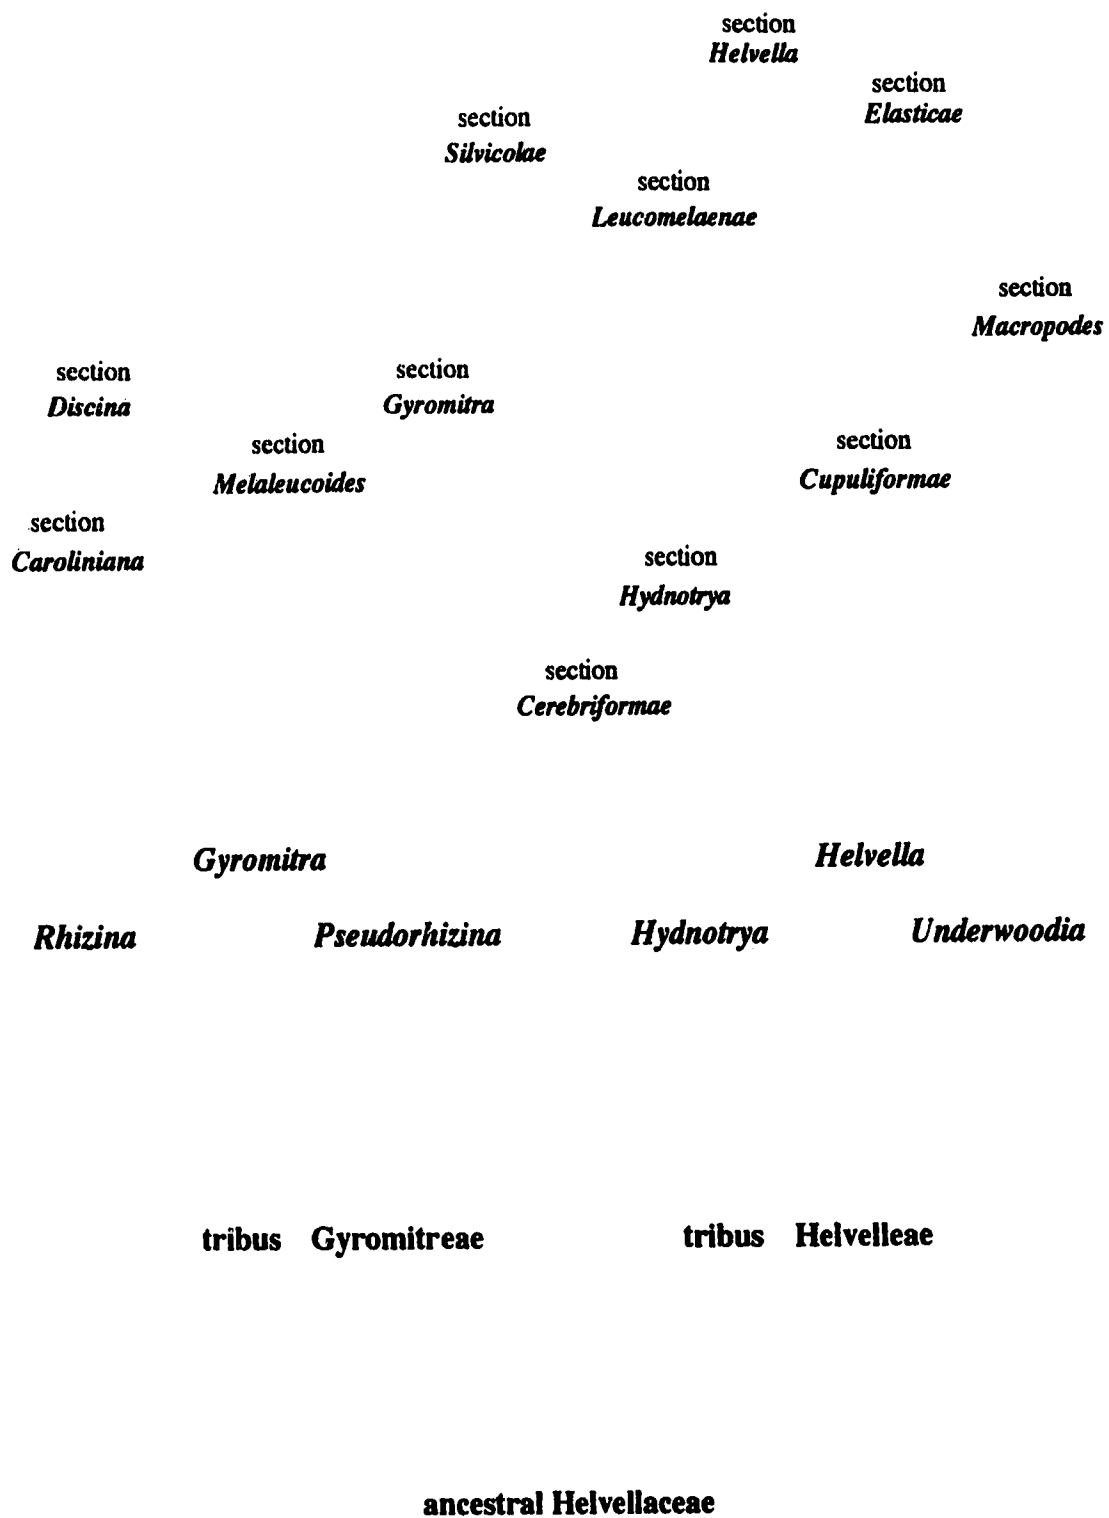 section
Helvella
section
Elasticae
section
Silvicolae
section
Leucomelaenae
section
Macropodes
section
Discina
section
Gyromitra
section
Melaleucoides
section
Cupuliformae
section
Caroliniana
section
Hydnotrya
section
Cerebriformae
Gyromitra
Helvella
Rhizina
Pseudorhizina
Hydnotrya
Underwoodia
tribus Gyromitreae
tribus Helvelleae
ancestral Helvellaceae